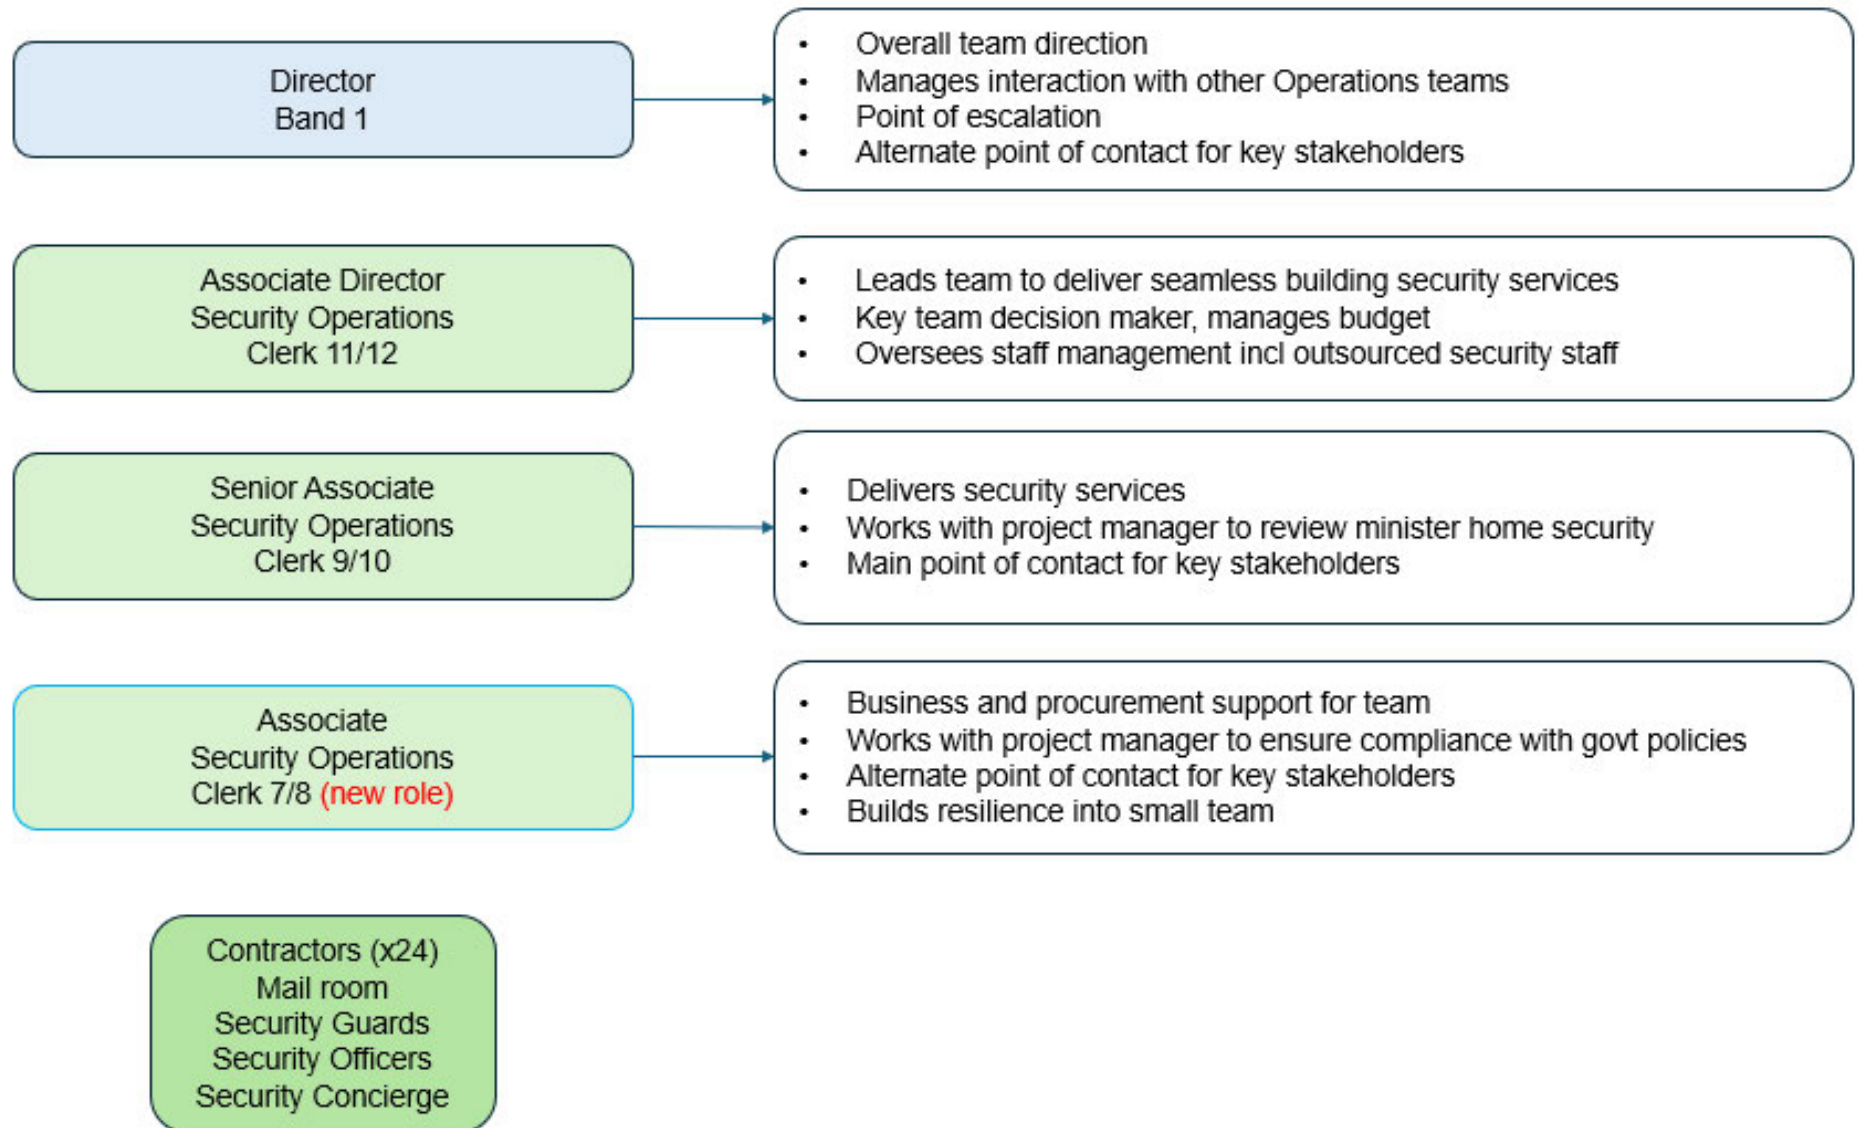 Director
Band 1
• Overall team direction
• Manages interaction with other Operations teams
• Point of escalation
• Alternate point of contact for key stakeholders
Associate Director
Security Operations
Clerk 11/12
• Leads team to deliver seamless building security services
• Key team decision maker, manages budget
• Oversees staff management incl outsourced security staff
Senior Associate
Security Operations
Clerk 9/10
• Delivers security services
• Works with project manager to review minister home security
• Main point of contact for key stakeholders
Associate
Security Operations
Clerk 7/8 (new role)
• Business and procurement support for team
• Works with project manager to ensure compliance with govt policies
• Alternate point of contact for key stakeholders
• Builds resilience into small team
Contractors (x24)
Mail room
Security Guards
Security Officers
Security Concierge